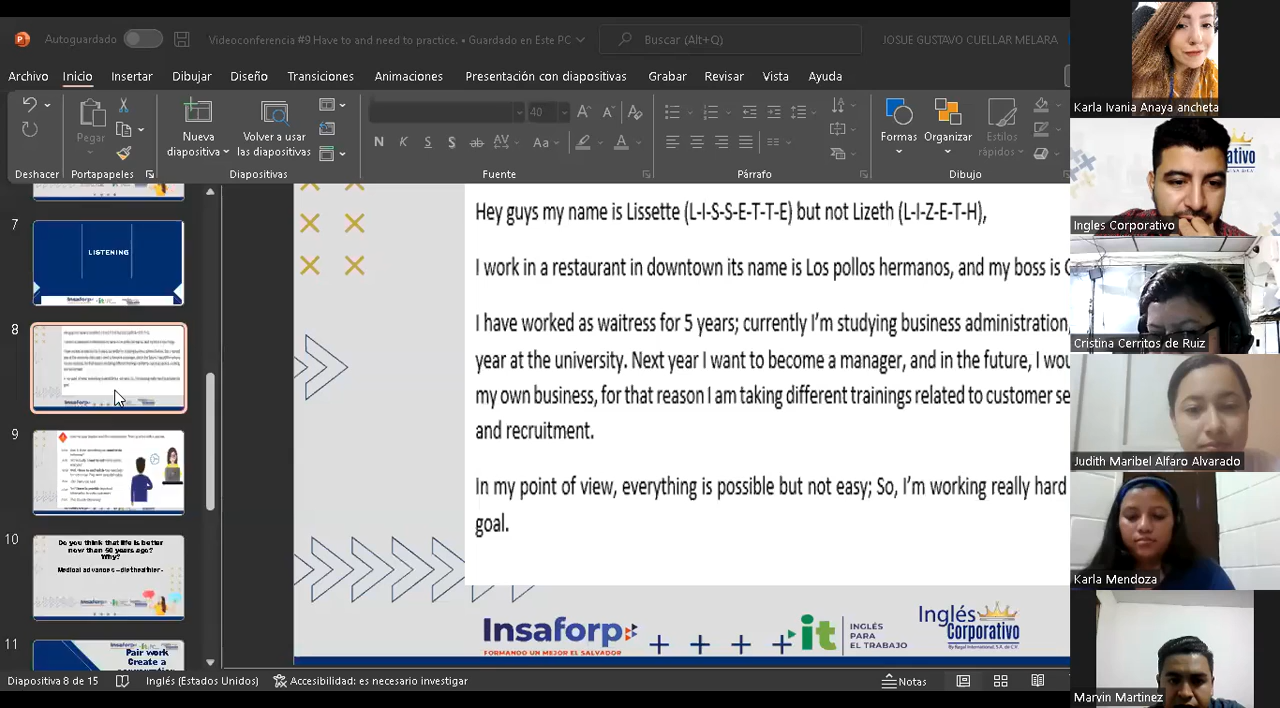 Autoguardado
Videoconferencia #9 Have to and need to practice. • Guardado en Este PC
Buscar (Alt+Q)
JOSUE GUSTAVO CUELLAR MELARA
Archivo Inicio Insertar Dibujar Diseño Transiciones Animaciones Presentación con diapositivas Grabar Revisar Vista Ayuda
Pegar
Nueva diapositiva
Volver a usar las diapositivas
40
N K S S ab AV Aa A
Formas Organizar Estilos rápidos
Deshacer Portapapeles Diapositivas Fuente Párrafo Dibujo
7
LISTENING
8
9
10
Do you think that life is better
now than 50 years ago?
Why?
11
Pair work
Create a
Hey guys my name is Lissette (L-I-S-S-E-T-T-E) but not Lizeth (L-I-Z-E-T-H),
I work in a restaurant in downtown its name is Los pollos hermanos, and my boss is
I have worked as waitress for 5 years; currently I'm studying business administration,
year at the university. Next year I want to become a manager, and in the future, I wou
my own business, for that reason I am taking different trainings related to customer se
and recruitment.
In my point of view, everything is possible but not easy; So, I'm working really hard
goal.
Insaforp
FORMANDO UN MEJOR EL SALVADOR
it
INGLÉS
PARA
EL TRABAJO
Inglés
Corporativo
Diapositiva 8 de 15
Inglés (Estados Unidos)
Accesibilidad: es necesario investigar
Notas
Karla Ivania Anaya ancheta
Ingles Corporativo
Cristina Cerritos de Ruiz
Judith Maribel Alfaro Alvarado
Karla Mendoza
Marvin Martinez